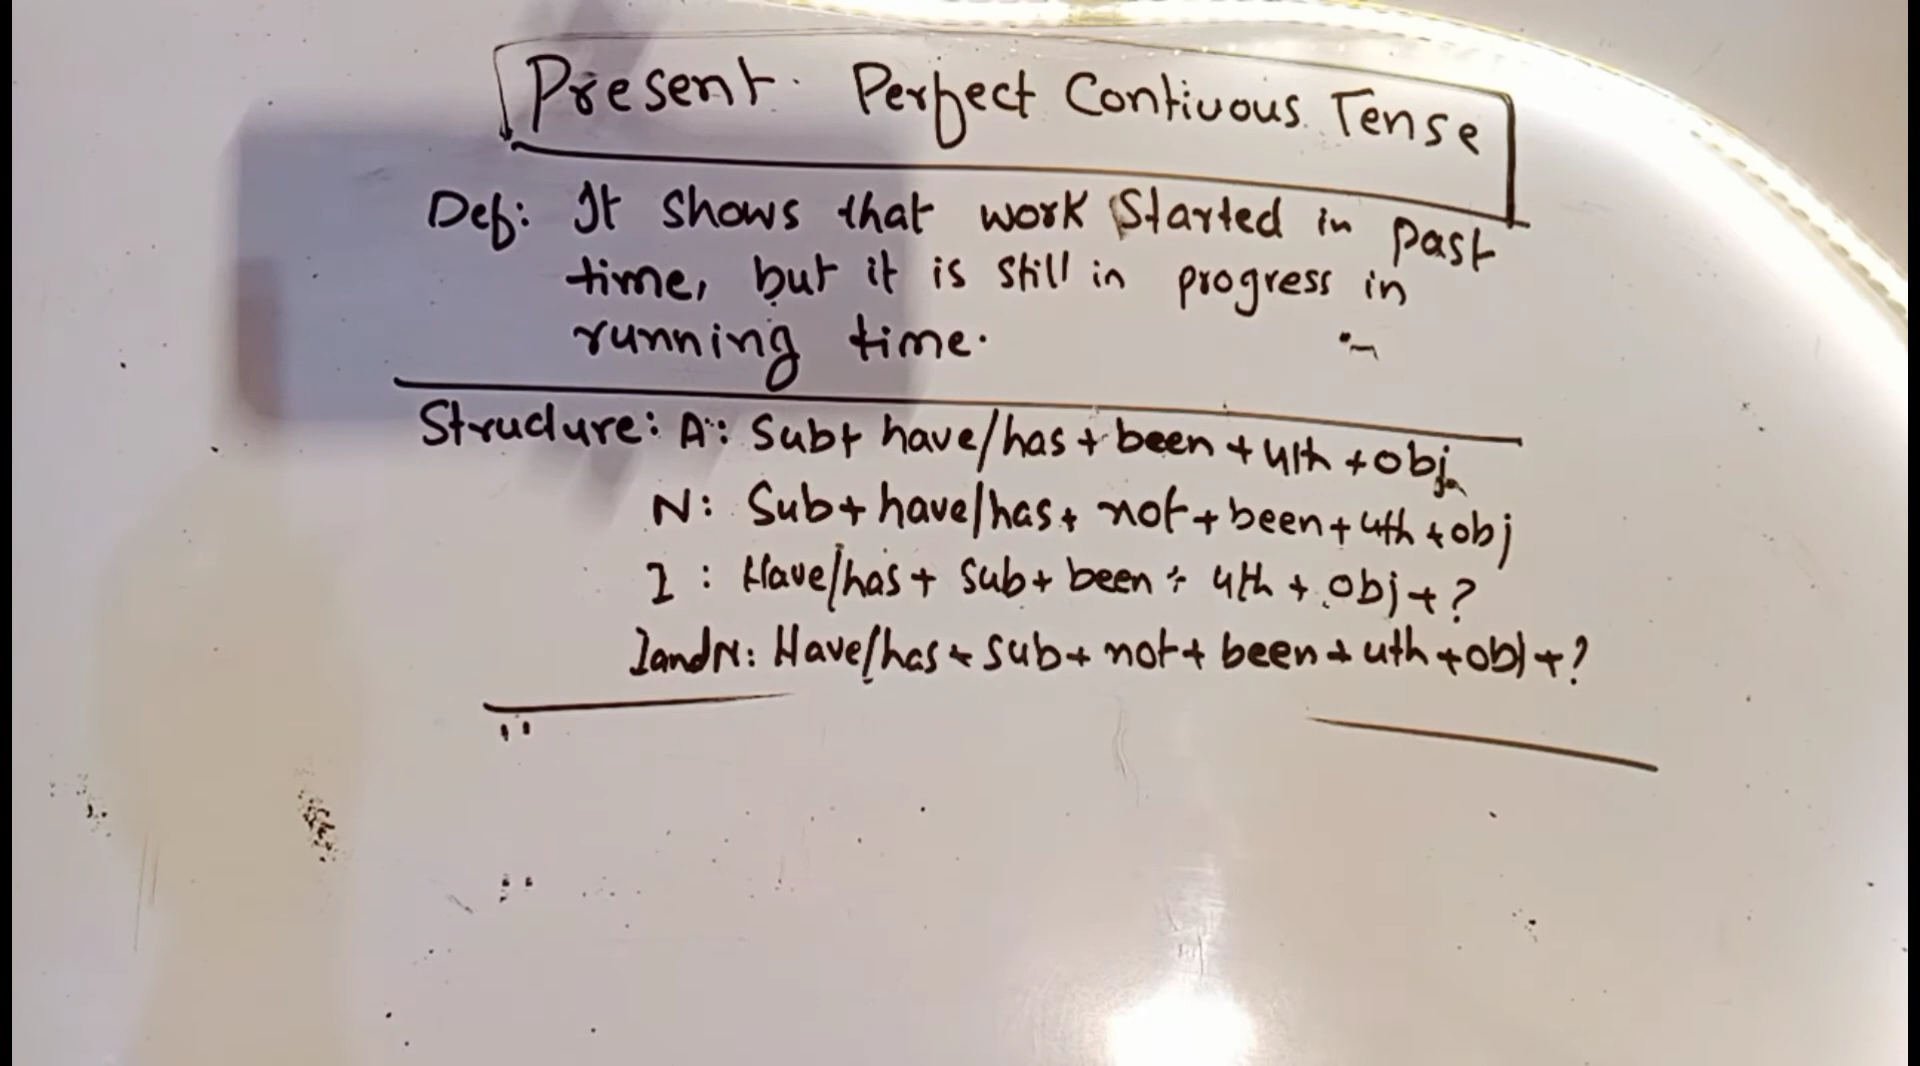 Present Perfect Contiuous Tense
Def: It shows that work Started in past
time, but it is still in progress in
running time.
Structure: A: Sub+ have/has + been + 4th + obj
N: Sub+ have/has + not + been + 4th + obj
I : Have/has + sub + been + 4th + obj + ?
I and N: Have/has + sub + not + been + 4th + obj + ?